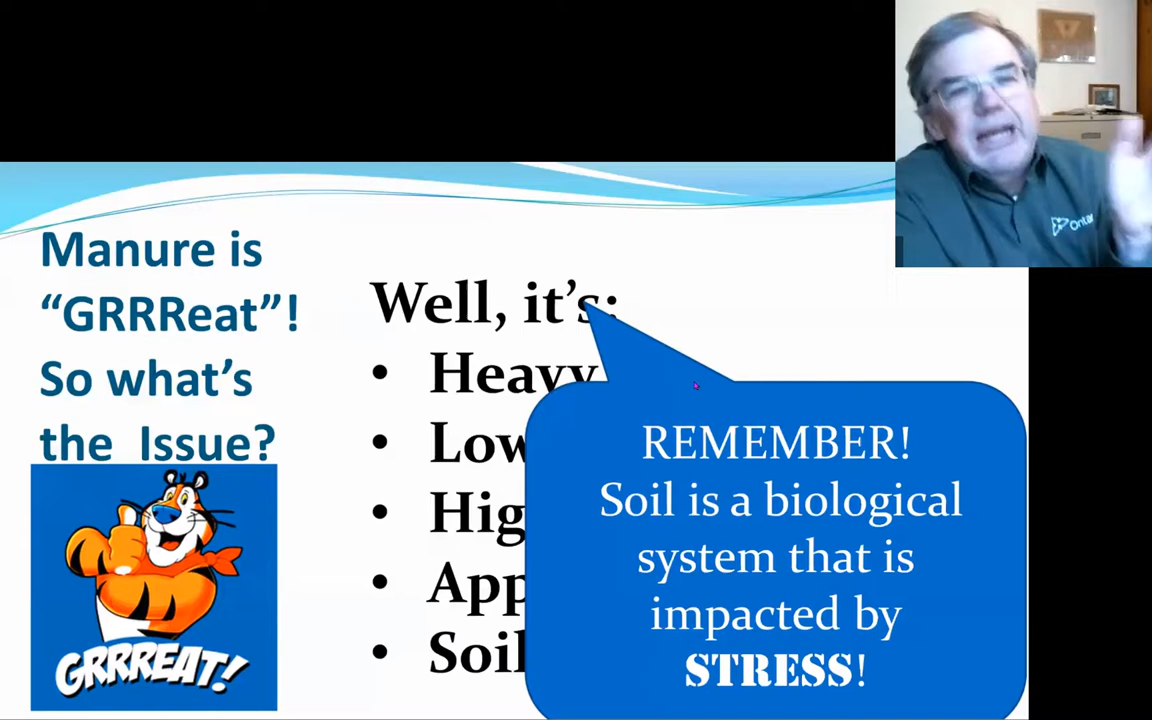 Manure is
“GRRReat”!
So what’s
the Issue?
GRRREAT!
Well, it’s:
• Heavy
• Low
• Hig
• App
• Soil
REMEMBER!
Soil is a biological
system that is
impacted by
STRESS!